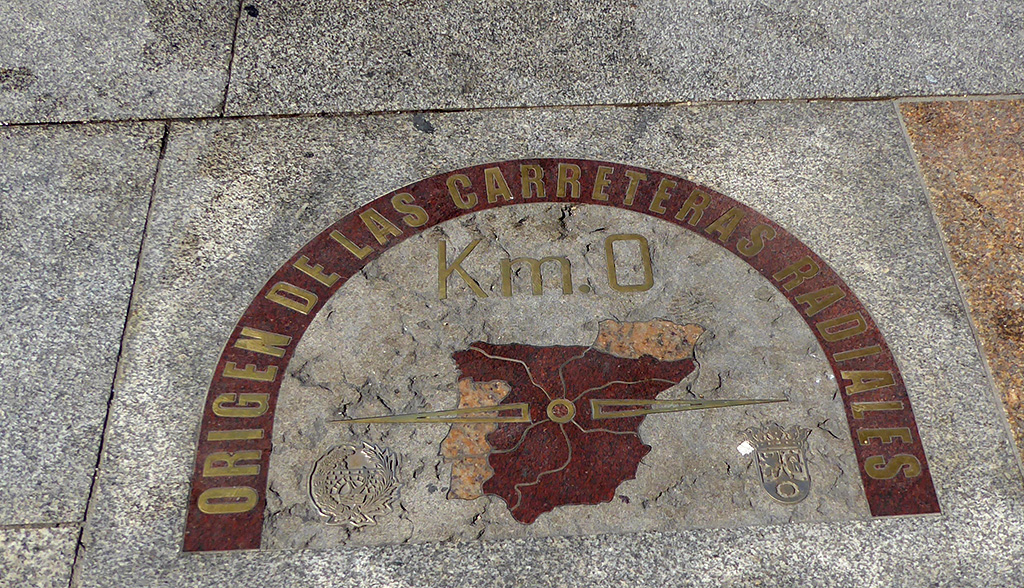 ORIGEN DE LAS CARRETERAS RADIALES
Km.0